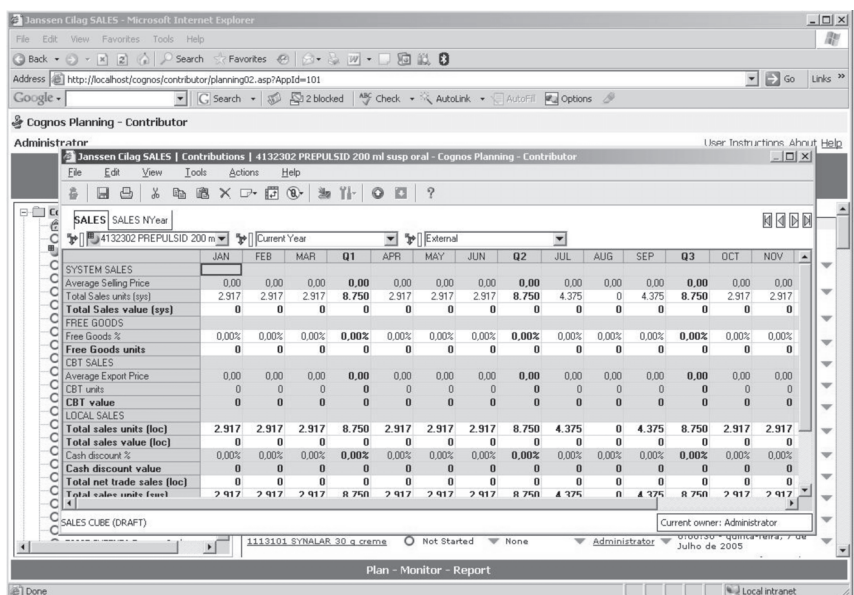 Janssen Cilag SALES - Microsoft Internet Explorer
File Edit View Favorites Tools Help
Back Search Favorites
Address http://localhost/cognos/contributor/planning02.asp?AppId=101 Go Links »
Google Search 2 blocked Check AutoLink AutoFill Options
Cognos Planning - Contributor
Administrator User Instructions About Help
Janssen Cilag SALES | Contributions | 4132302 PREPULSID 200 ml susp oral - Cognos Planning - Contributor
File Edit View Tools Actions Help
SALES SALES NYear
4132302 PREPULSID 200 m Current Year External
JAN FEB MAR Q1 APR MAY JUN Q2 JUL AUG SEP Q3 OCT NOV
SYSTEM SALES
Average Selling Price 0,00 0,00 0,00 0,00 0,00 0,00 0,00 0,00 0,00 0,00 0,00 0,00 0,00 0,00
Total Sales units (sys) 2.917 2.917 2.917 8.750 2.917 2.917 2.917 8.750 4.375 0 4.375 8.750 2.917 2.917
Total Sales value (sys) 0 0 0 0 0 0 0 0 0 0 0 0 0 0
FREE GOODS
Free Goods % 0,00% 0,00% 0,00% 0,00% 0,00% 0,00% 0,00% 0,00% 0,00% 0,00% 0,00% 0,00% 0,00% 0,00%
Free Goods units 0 0 0 0 0 0 0 0 0 0 0 0 0 0
CBT SALES
Average Export Price 0,00 0,00 0,00 0,00 0,00 0,00 0,00 0,00 0,00 0,00 0,00 0,00 0,00 0,00
CBT units 0 0 0 0 0 0 0 0 0 0 0 0 0 0
CBT value 0 0 0 0 0 0 0 0 0 0 0 0 0 0
LOCAL SALES
Total sales units (loc) 2.917 2.917 2.917 8.750 2.917 2.917 2.917 8.750 4.375 0 4.375 8.750 2.917 2.917
Total sales value (loc) 0 0 0 0 0 0 0 0 0 0 0 0 0 0
Cash discount % 0,00% 0,00% 0,00% 0,00% 0,00% 0,00% 0,00% 0,00% 0,00% 0,00% 0,00% 0,00% 0,00% 0,00%
Cash discount value 0 0 0 0 0 0 0 0 0 0 0 0 0 0
Total net trade sales (loc) 0 0 0 0 0 0 0 0 0 0 0 0 0 0
Total sales units (sys) 2.917 2.917 2.917 8.750 2.917 2.917 2.917 8.750 4.375 0 4.375 8.750 2.917 2.917
SALES CUBE (DRAFT) Current owner: Administrator
1113101 SYNALAR 30 g creme Not Started None Administrator quinta-feira, 7 de
Julho de 2005
Plan - Monitor - Report
Done Local intranet